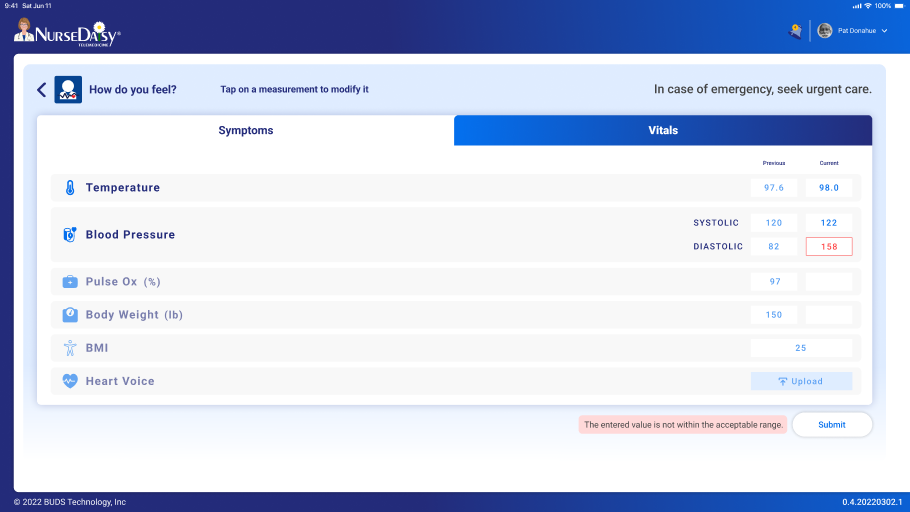 9:41 Sat Jun 11
100%
NurseDaisy®
TELEMEDICINE
Pat Donahue
How do you feel?
Tap on a measurement to modify it
In case of emergency, seek urgent care.
Symptoms
Vitals
Previous
Current
Temperature
97.6
98.0
Blood Pressure
SYSTOLIC
120
122
DIASTOLIC
82
158
Pulse Ox (%)
97
Body Weight (lb)
150
BMI
25
Heart Voice
Upload
The entered value is not within the acceptable range.
Submit
© 2022 BUDS Technology, Inc
0.4.20220302.1